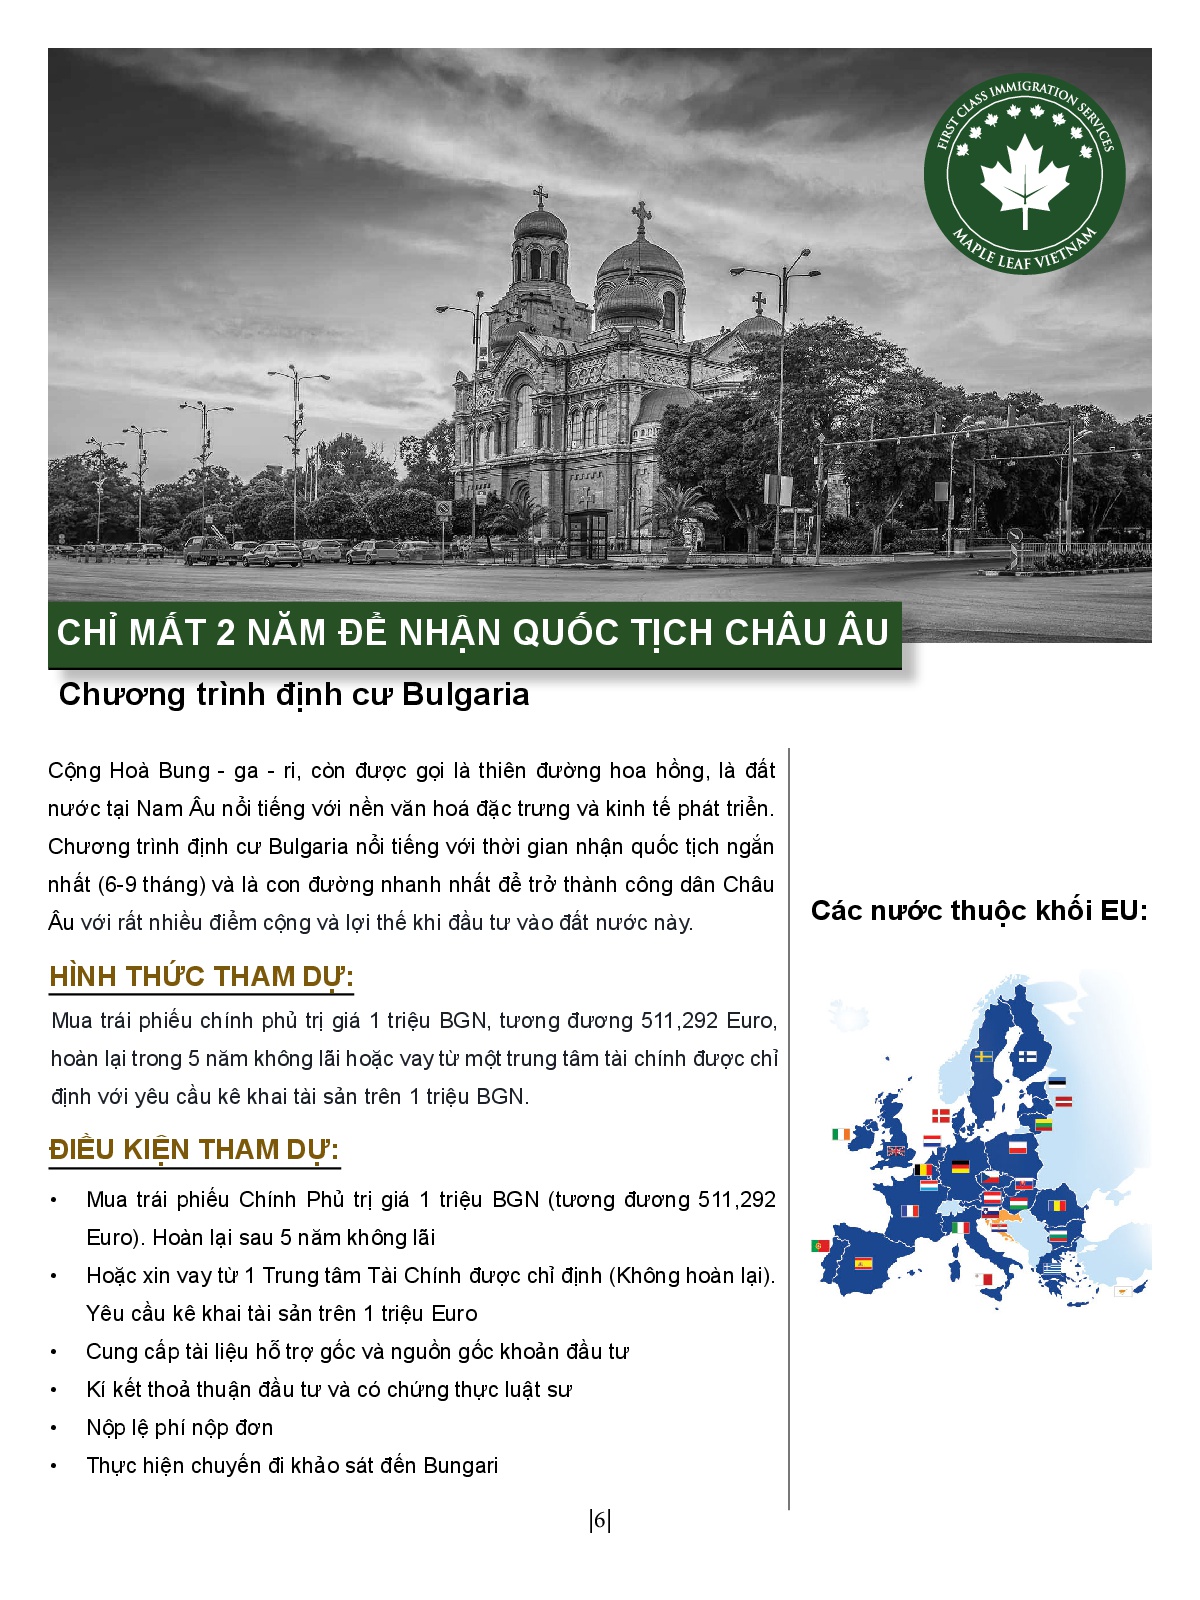 FIRST CLASS IMMIGRATION SERVICES
MAPLE LEAF VIETNAM
CHỈ MẤT 2 NĂM ĐỂ NHẬN QUỐC TỊCH CHÂU ÂU
Chương trình định cư Bulgaria
Cộng Hoà Bung - ga - ri, còn được gọi là thiên đường hoa hồng, là đất
nước tại Nam Âu nổi tiếng với nền văn hoá đặc trưng và kinh tế phát triển.
Chương trình định cư Bulgaria nổi tiếng với thời gian nhận quốc tịch ngắn
nhất (6-9 tháng) và là con đường nhanh nhất để trở thành công dân Châu
Âu với rất nhiều điểm cộng và lợi thế khi đầu tư vào đất nước này.
HÌNH THỨC THAM DỰ:
Mua trái phiếu chính phủ trị giá 1 triệu BGN, tương đương 511,292 Euro,
hoàn lại trong 5 năm không lãi hoặc vay từ một trung tâm tài chính được chỉ
định với yêu cầu kê khai tài sản trên 1 triệu BGN.
ĐIỀU KIỆN THAM DỰ:
• Mua trái phiếu Chính Phủ trị giá 1 triệu BGN (tương đương 511,292
Euro). Hoàn lại sau 5 năm không lãi
• Hoặc xin vay từ 1 Trung tâm Tài Chính được chỉ định (Không hoàn lại).
Yêu cầu kê khai tài sản trên 1 triệu Euro
• Cung cấp tài liệu hỗ trợ gốc và nguồn gốc khoản đầu tư
• Kí kết thoả thuận đầu tư và có chứng thực luật sư
• Nộp lệ phí nộp đơn
• Thực hiện chuyến đi khảo sát đến Bungari
Các nước thuộc khối EU:
|6|